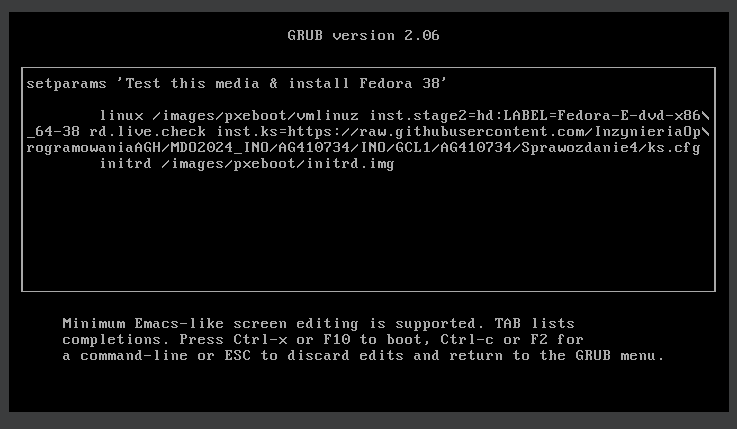 GRUB version 2.06
setparams 'Test this media & install Fedora 38'
linux /images/pxeboot/vmlinuz inst.stage2=hd:LABEL=Fedora-E-dvd-x86\
_64-38 rd.live.check inst.ks=https://raw.githubusercontent.com/InzynieriaOp\
rogramowaniaAGH/MDO2024_INO/AG410734/INO/GCL1/AG410734/Sprawozdanie4/ks.cfg
initrd /images/pxeboot/initrd.img
Minimum Emacs-like screen editing is supported. TAB lists
completions. Press Ctrl-x or F10 to boot, Ctrl-c or F2 for
a command-line or ESC to discard edits and return to the GRUB menu.